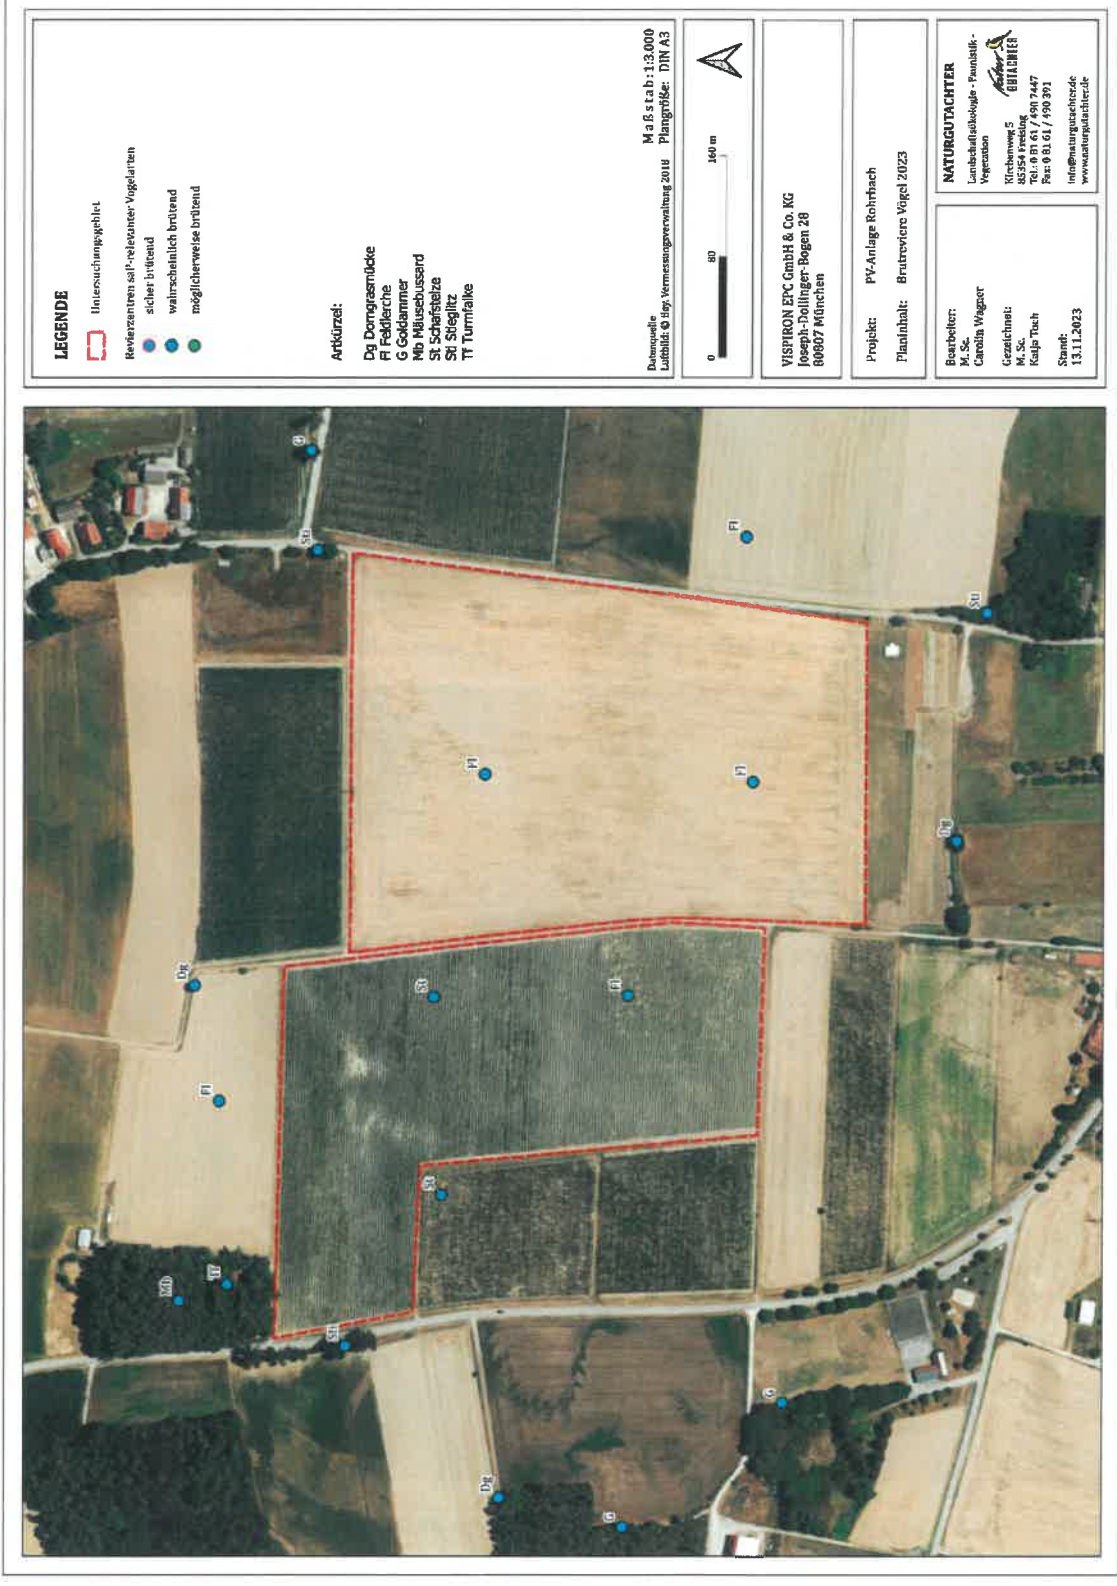 LEGENDE
Untersuchungsgebiet
Revierzentren saP-relevanter Vogelarten
sicher brütend
wahrscheinlich brütend
möglicherweise brütend
Artkürzel:
Dg Dorngrasmücke
Fl Feldlerche
G Goldammer
Mb Mäusebussard
St Schafstelze
Sti Stieglitz
Tf Turmfalke
Datenquelle
Luftbild: © Bay. Vermessungsverwaltung 2018
Maßstab: 1:3.000
Plangröße: DIN A3
0 80 160 m
VISPIRON EPC GmbH & Co. KG
Joseph-Dollinger-Bogen 28
80807 München
Projekt: PV-Anlage Rohrbach
Planinhalt: Brutreviere Vögel 2023
Bearbeiter:
M. Sc.
Carolin Wagner
Gezeichnet:
M. Sc.
Katja Tuch
Stand:
13.11.2023
NATURGUTACHTER
Landschaftsökologie - Faunistik -
Vegetation
Natur
GUTACHTER
Kirchenweg 5
85354 Freising
Tel.: 0 81 61 / 490 7447
Fax: 0 81 61 / 490 391
info@naturgutachter.de
www.naturgutachter.de
Mb
Tf
Fl
Dg
Sti
G
Sti
St
St
Fl
Fl
Fl
Fl
Dg
G
G
Dg
Sti